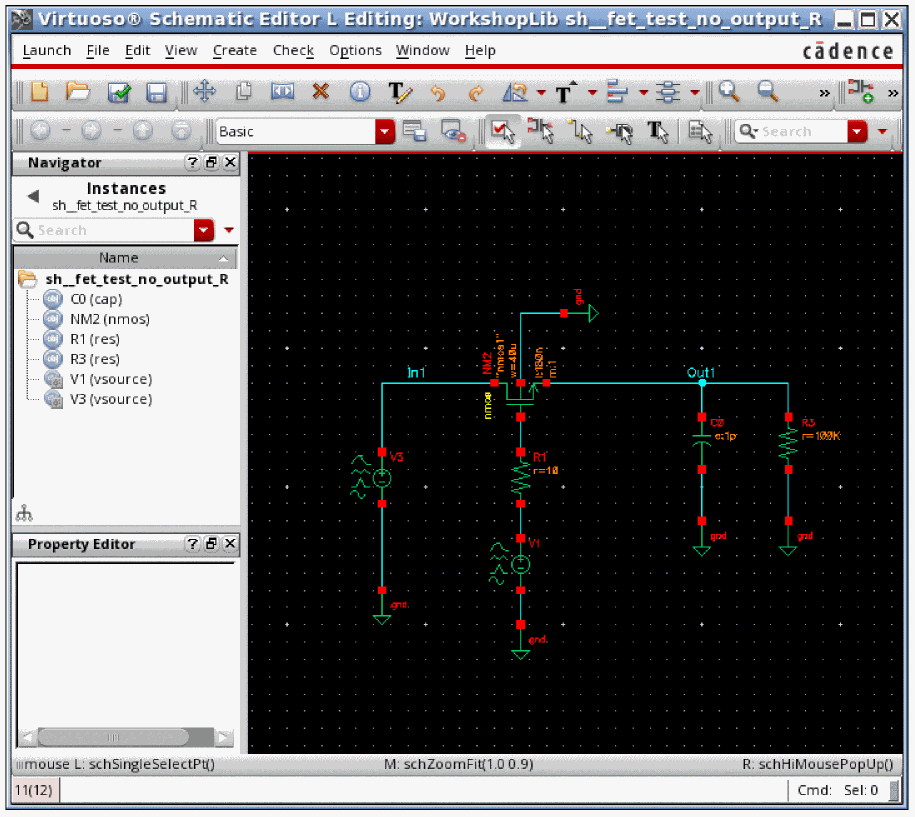 Virtuoso® Schematic Editor L Editing: WorkshopLib sh__fet_test_no_output_R
Launch File Edit View Create Check Options Window Help cādence
Basic
Search
Navigator
Instances
sh__fet_test_no_output_R
Search
Name
sh__fet_test_no_output_R
C0 (cap)
NM2 (nmos)
R1 (res)
R3 (res)
V1 (vsource)
V3 (vsource)
Property Editor
gnd
NM2
"nmos1"
w=40u
l:180n
m:1
nmos
In1
Out1
C0
c:1p
R3
r=100K
V3
R1
r=10
V1
gnd
gnd
gnd
gnd
mouse L: schSingleSelectPt() M: schZoomFit(1.0 0.9) R: schHiMousePopUp()
11(12) Cmd: Sel: 0